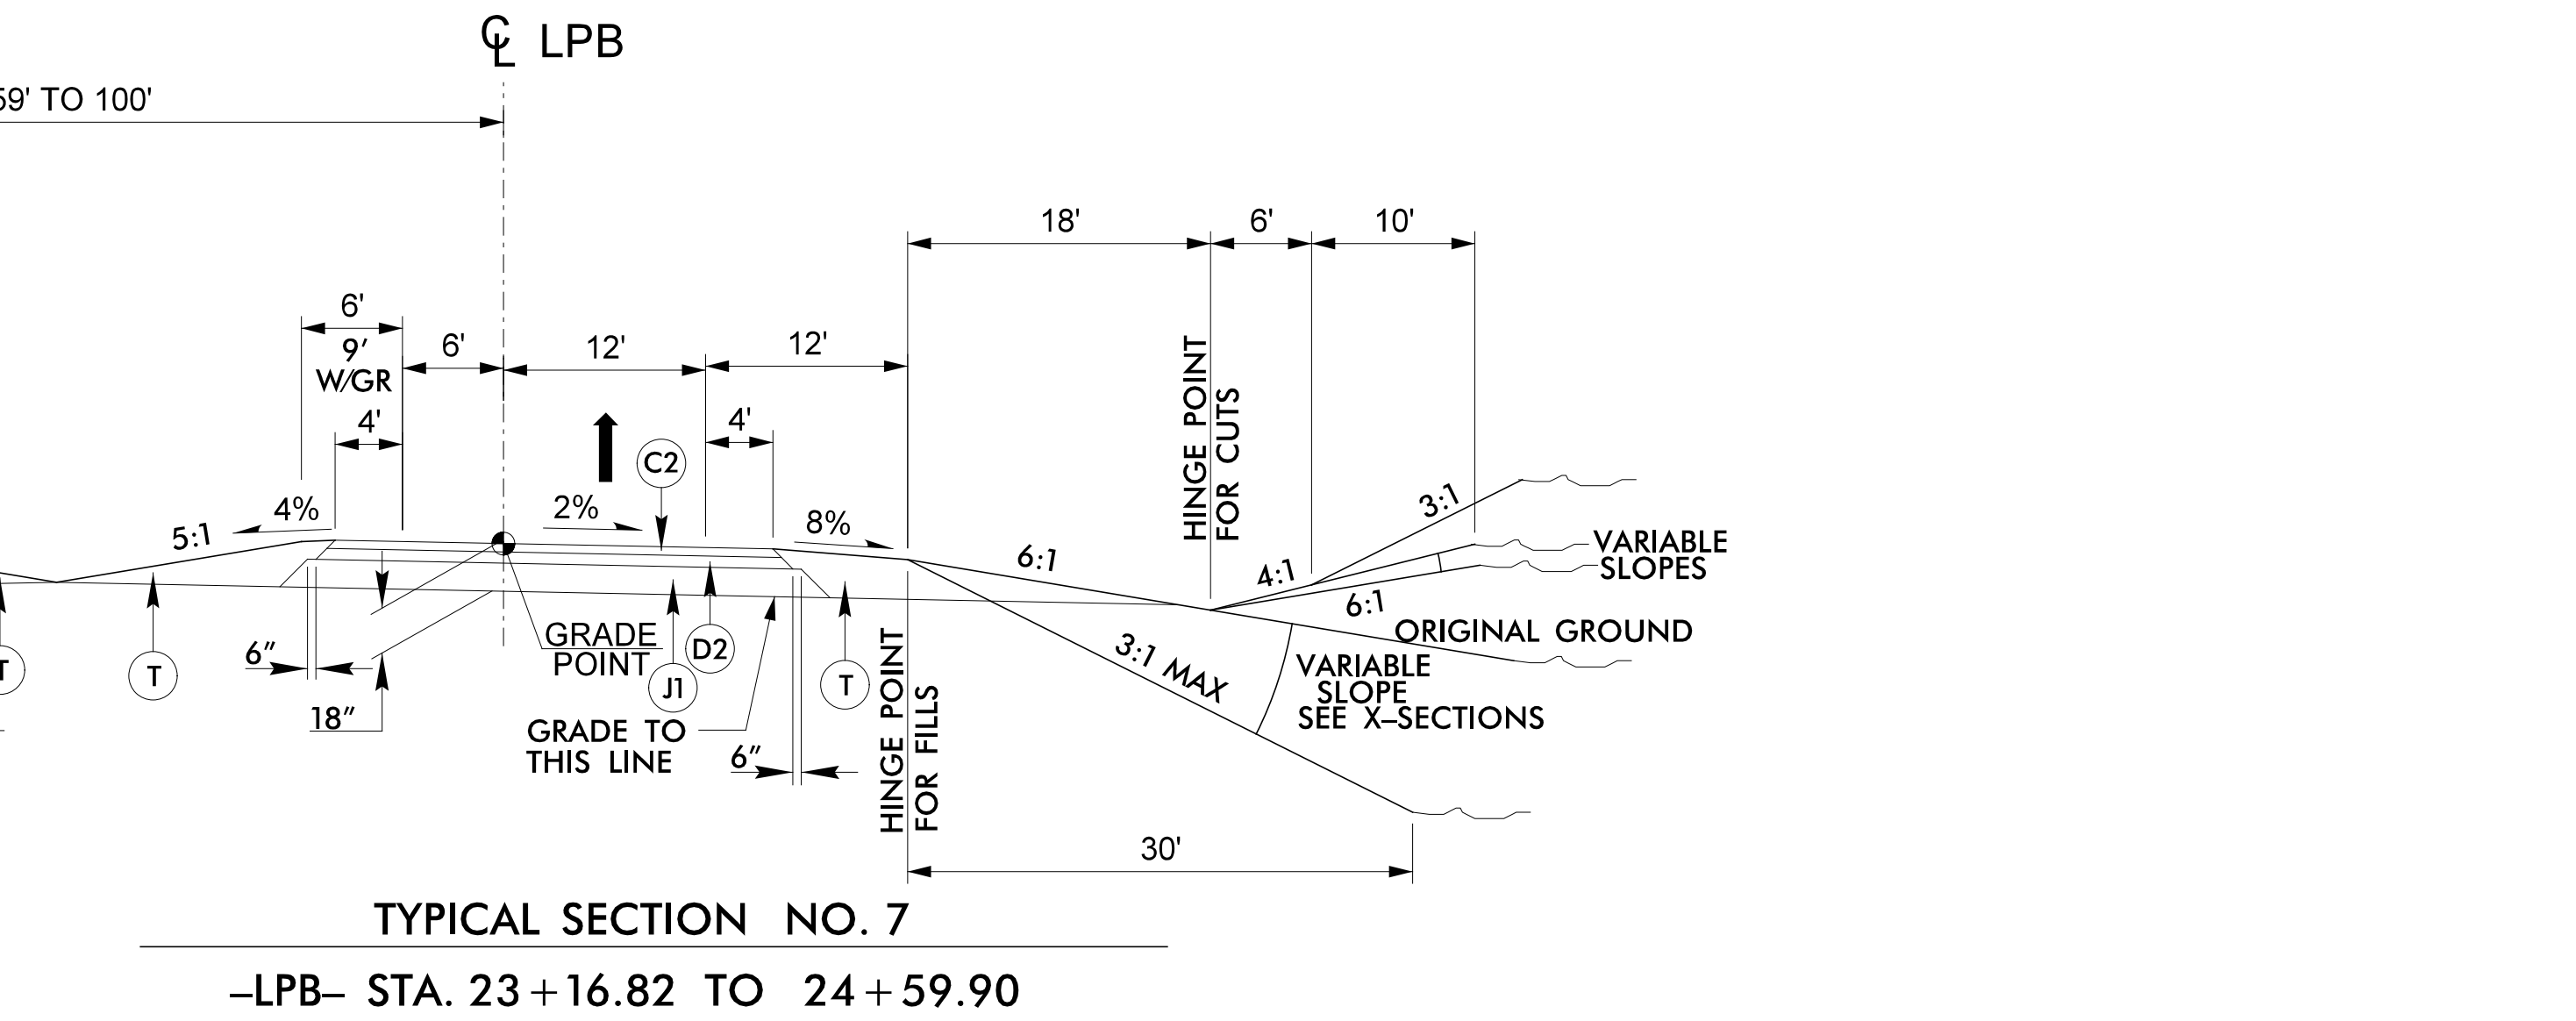 ℄ LPB
59' TO 100'
18'
6'
10'
6'
9'
W/GR
4'
6'
12'
12'
4'
C2
HINGE POINT
FOR CUTS
5:1
4%
2%
8%
6:1
4:1
3:1
6:1
VARIABLE
SLOPES
ORIGINAL GROUND
T
T
6"
18"
GRADE
POINT
J1
D2
T
GRADE TO
THIS LINE
6"
HINGE POINT
FOR FILLS
3:1 MAX
VARIABLE
SLOPE
SEE X–SECTIONS
30'
TYPICAL SECTION NO. 7
–LPB– STA. 23+16.82 TO 24+59.90